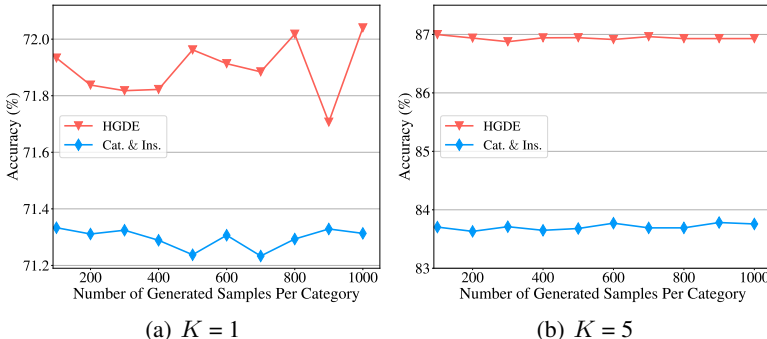 72.0
71.8
71.6
71.4
71.2
Accuracy (%)
HGDE
Cat. & Ins.
200 400 600 800 1000
Number of Generated Samples Per Category
(a) K = 1
87
86
85
84
83
Accuracy (%)
HGDE
Cat. & Ins.
200 400 600 800 1000
Number of Generated Samples Per Category
(b) K = 5